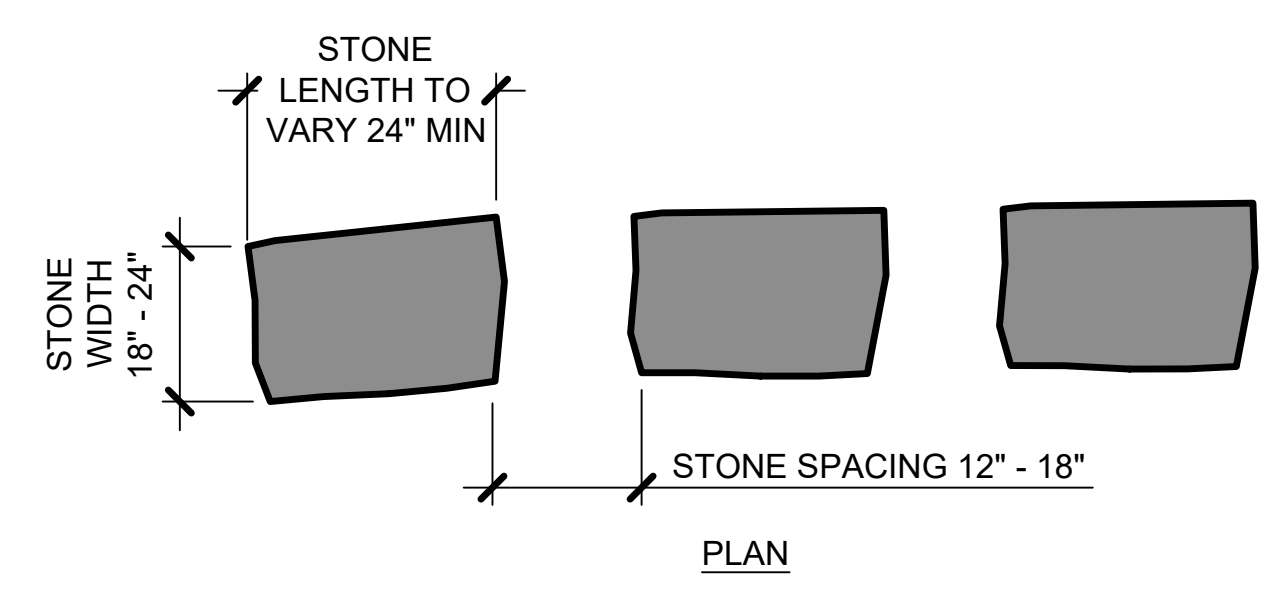 STONE
LENGTH TO
VARY 24" MIN
STONE
WIDTH
18" - 24"
STONE SPACING 12" - 18"
PLAN